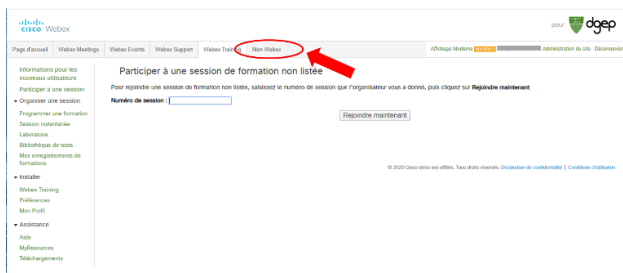 CISCO Webex
pour dgep
Page d'accueil Webex Meetings Webex Events Webex Support Webex Training Mon Webex Affichage Moderne Administration du site Déconnexion
Informations pour les
nouveaux utilisateurs
Participer à une session
Organiser une session
Programmer une formation
Session instantanée
Laboratoire
Bibliothèque de tests
Mes enregistrements de
formations
Installer
Webex Training
Préférences
Mon Profil
Assistance
Aide
MyResources
Téléchargements
Participer à une session de formation non listée
Pour rejoindre une session de formation non listée, saisissez le numéro de session que l'organisateur vous a donné, puis cliquez sur Rejoindre maintenant.
Numéro de session :
Rejoindre maintenant
© 2020 Cisco et/ou ses affiliés. Tous droits réservés. Déclaration de confidentialité | Conditions d'utilisation